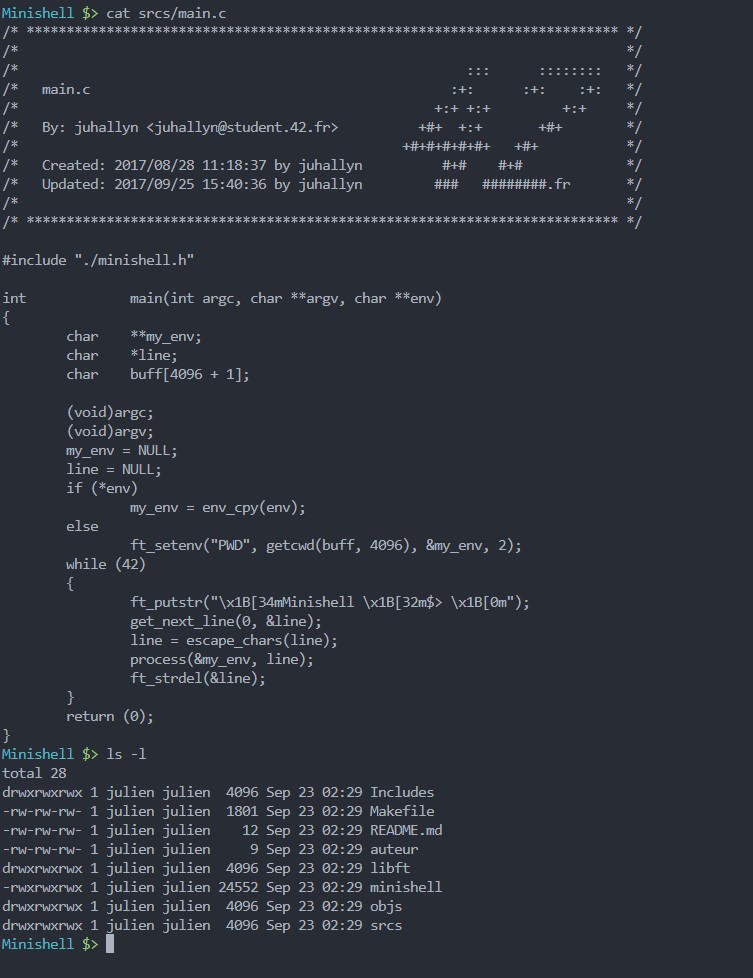 Minishell $> cat srcs/main.c
/* ************************************************************************** */
/*                                                                            */
/*                                                        :::      ::::::::   */
/*   main.c                                             :+:      :+:    :+:   */
/*                                                    +:+ +:+         +:+     */
/*   By: juhallyn <juhallyn@student.42.fr>          +#+  +:+       +#+        */
/*                                                +#+#+#+#+#+   +#+           */
/*   Created: 2017/08/28 11:18:37 by juhallyn          #+#    #+#             */
/*   Updated: 2017/09/25 15:40:36 by juhallyn         ###   ########.fr       */
/*                                                                            */
/* ************************************************************************** */

#include "./minishell.h"

int             main(int argc, char **argv, char **env)
{
        char    **my_env;
        char    *line;
        char    buff[4096 + 1];

        (void)argc;
        (void)argv;
        my_env = NULL;
        line = NULL;
        if (*env)
                my_env = env_cpy(env);
        else
                ft_setenv("PWD", getcwd(buff, 4096), &my_env, 2);
        while (42)
        {
                ft_putstr("\x1B[34mMinishell \x1B[32m$> \x1B[0m");
                get_next_line(0, &line);
                line = escape_chars(line);
                process(&my_env, line);
                ft_strdel(&line);
        }
        return (0);
}
Minishell $> ls -l
total 28
drwxrwxrwx 1 julien julien  4096 Sep 23 02:29 Includes
-rw-rw-rw- 1 julien julien  1801 Sep 23 02:29 Makefile
-rw-rw-rw- 1 julien julien    12 Sep 23 02:29 README.md
-rw-rw-rw- 1 julien julien     9 Sep 23 02:29 auteur
drwxrwxrwx 1 julien julien  4096 Sep 23 02:29 libft
-rwxrwxrwx 1 julien julien 24552 Sep 23 02:29 minishell
drwxrwxrwx 1 julien julien  4096 Sep 23 02:29 objs
drwxrwxrwx 1 julien julien  4096 Sep 23 02:29 srcs
Minishell $>